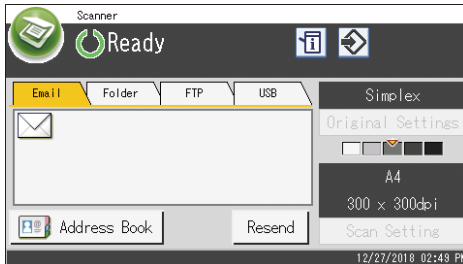 Scanner
Ready
Email Folder FTP USB
Simplex
Original Settings
A4
300 × 300dpi
Address Book Resend
Scan Setting
12/27/2018 02:49 PM